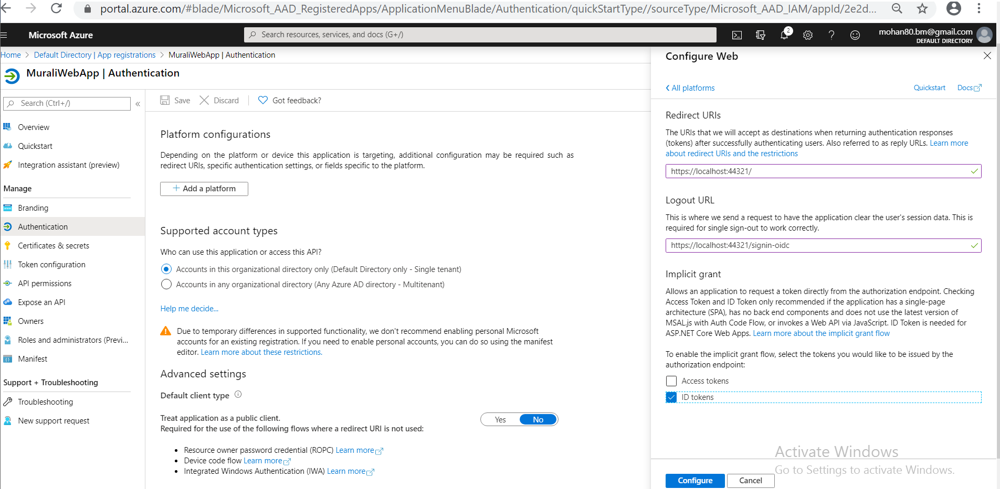 portal.azure.com/#blade/Microsoft_AAD_RegisteredApps/ApplicationMenuBlade/Authentication/quickStartType//sourceType/Microsoft_AAD_IAM/appId/2e2d...
Microsoft Azure
Search resources, services, and docs (G+/)
2
mohan80.bm@gmail.com
DEFAULT DIRECTORY
Home > Default Directory | App registrations > MuraliWebApp | Authentication
MuraliWebApp | Authentication
Search (Ctrl+/)
«
Overview
Quickstart
Integration assistant (preview)
Manage
Branding
Authentication
Certificates & secrets
Token configuration
API permissions
Expose an API
Owners
Roles and administrators (Previ...
Manifest
Support + Troubleshooting
Troubleshooting
New support request
Save
Discard
Got feedback?
Platform configurations
Depending on the platform or device this application is targeting, additional configuration may be required such as
redirect URIs, specific authentication settings, or fields specific to the platform.
+ Add a platform
Supported account types
Who can use this application or access this API?
Accounts in this organizational directory only (Default Directory only - Single tenant)
Accounts in any organizational directory (Any Azure AD directory - Multitenant)
Help me decide...
Due to temporary differences in supported functionality, we don't recommend enabling personal Microsoft
accounts for an existing registration. If you need to enable personal accounts, you can do so using the manifest
editor. Learn more about these restrictions.
Advanced settings
Default client type
Treat application as a public client.
Required for the use of the following flows where a redirect URI is not used:
Yes
No
• Resource owner password credential (ROPC) Learn more
• Device code flow Learn more
• Integrated Windows Authentication (IWA) Learn more
Configure Web
All platforms
Quickstart
Docs
Redirect URIs
The URIs that we will accept as destinations when returning authentication responses
(tokens) after successfully authenticating users. Also referred to as reply URLs. Learn more
about redirect URIs and the restrictions
https://localhost:44321/
Logout URL
This is where we send a request to have the application clear the user's session data. This is
required for single sign-out to work correctly.
https://localhost:44321/signin-oidc
Implicit grant
Allows an application to request a token directly from the authorization endpoint. Checking
Access Token and ID Token only recommended if the application has a single-page
architecture (SPA), has no back end components and does not use the latest version of
MSAL.js with Auth Code Flow, or invokes a Web API via JavaScript. ID Token is needed for
ASP.NET Core Web Apps. Learn more about the implicit grant flow
To enable the implicit grant flow, select the tokens you would like to be issued by the
authorization endpoint:
Access tokens
ID tokens
Activate Windows
Go to Settings to activate Windows.
Configure
Cancel